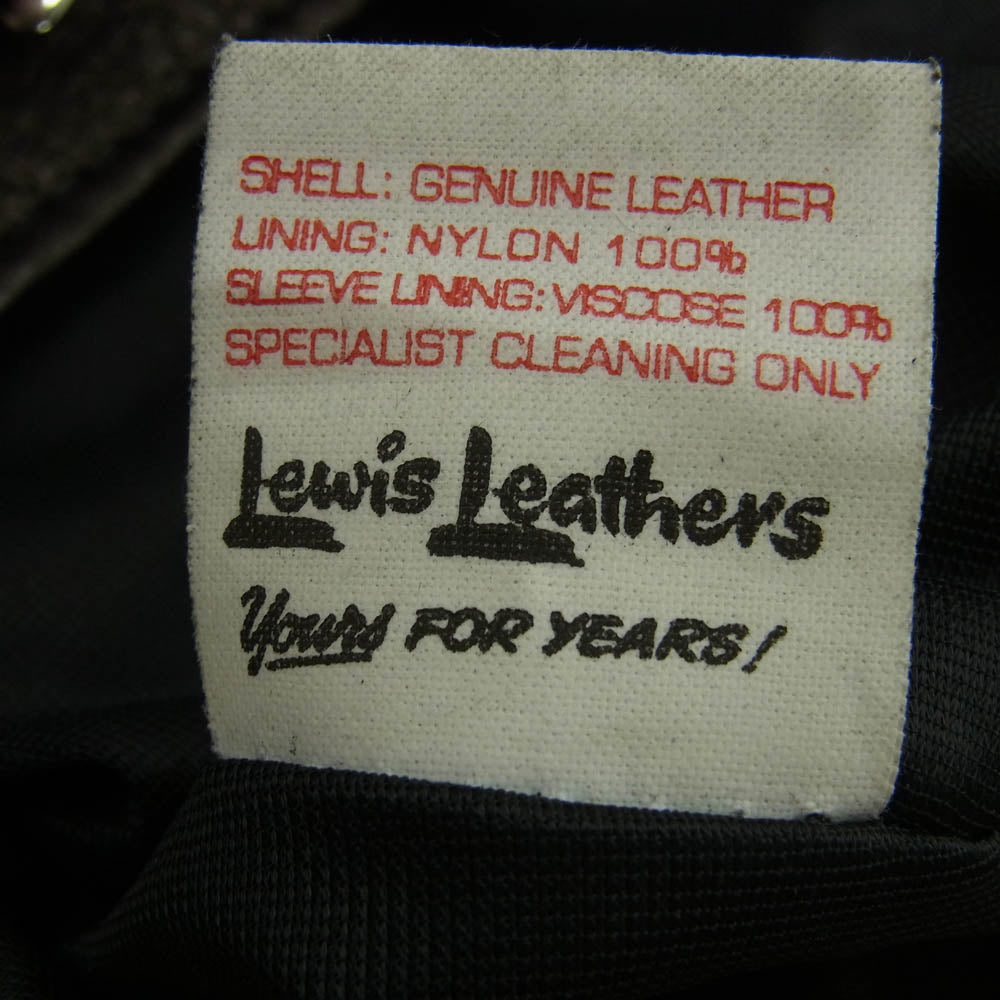 SHELL: GENUINE LEATHER
LINING: NYLON 100%
SLEEVE LINING: VISCOSE 100%
SPECIALIST CLEANING ONLY
Lewis Leathers
Yours FOR YEARS!